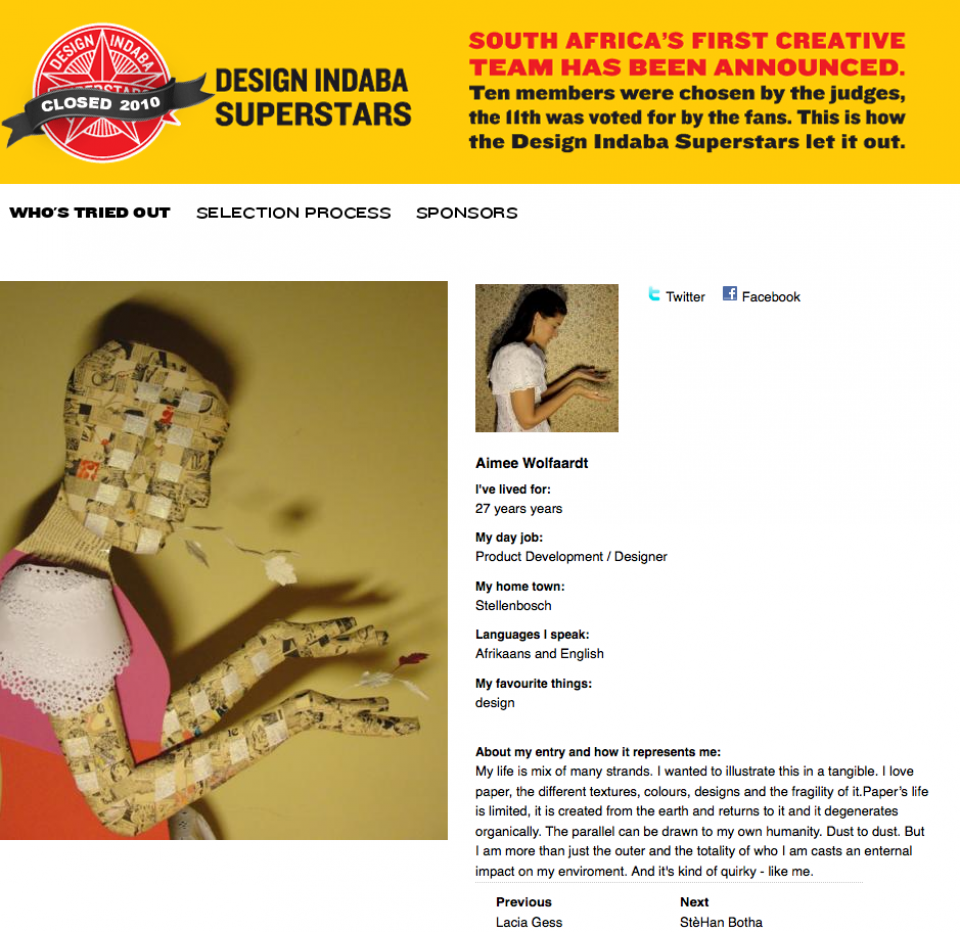 DESIGN INDABA
SUPERSTARS
CLOSED 2010
DESIGN INDABA
SUPERSTARS
SOUTH AFRICA'S FIRST CREATIVE
TEAM HAS BEEN ANNOUNCED.
Ten members were chosen by the judges,
the 11th was voted for by the fans. This is how
the Design Indaba Superstars let it out.
WHO'S TRIED OUT SELECTION PROCESS SPONSORS
Twitter Facebook
Aimee Wolfaardt
I've lived for:
27 years years
My day job:
Product Development / Designer
My home town:
Stellenbosch
Languages I speak:
Afrikaans and English
My favourite things:
design
About my entry and how it represents me:
My life is mix of many strands. I wanted to illustrate this in a tangible. I love
paper, the different textures, colours, designs and the fragility of it.Paper's life
is limited, it is created from the earth and returns to it and it degenerates
organically. The parallel can be drawn to my own humanity. Dust to dust. But
I am more than just the outer and the totality of who I am casts an enternal
impact on my enviroment. And it's kind of quirky - like me.
Previous Next
Lacia Gess StèHan Botha